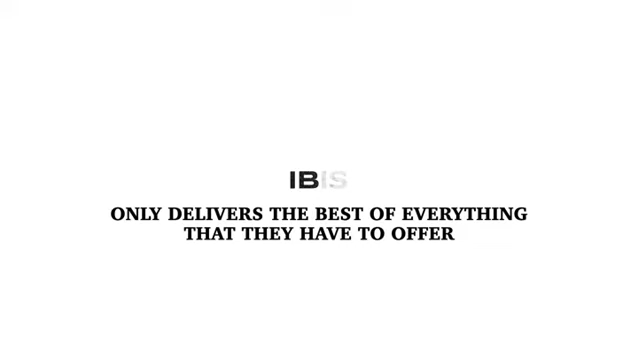 IBIS
ONLY DELIVERS THE BEST OF EVERYTHING
THAT THEY HAVE TO OFFER